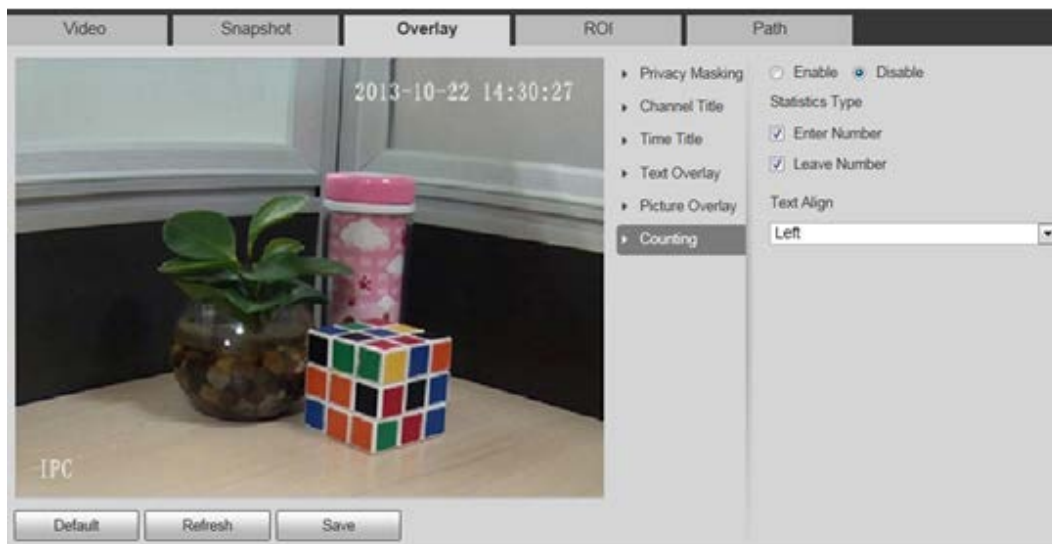 Video
Snapshot
Overlay
ROI
Path
2013-10-22 14:30:27
IPC
Privacy Masking
Channel Title
Time Title
Text Overlay
Picture Overlay
Counting
Enable
Disable
Statistics Type
Enter Number
Leave Number
Text Align
Left
Default
Refresh
Save